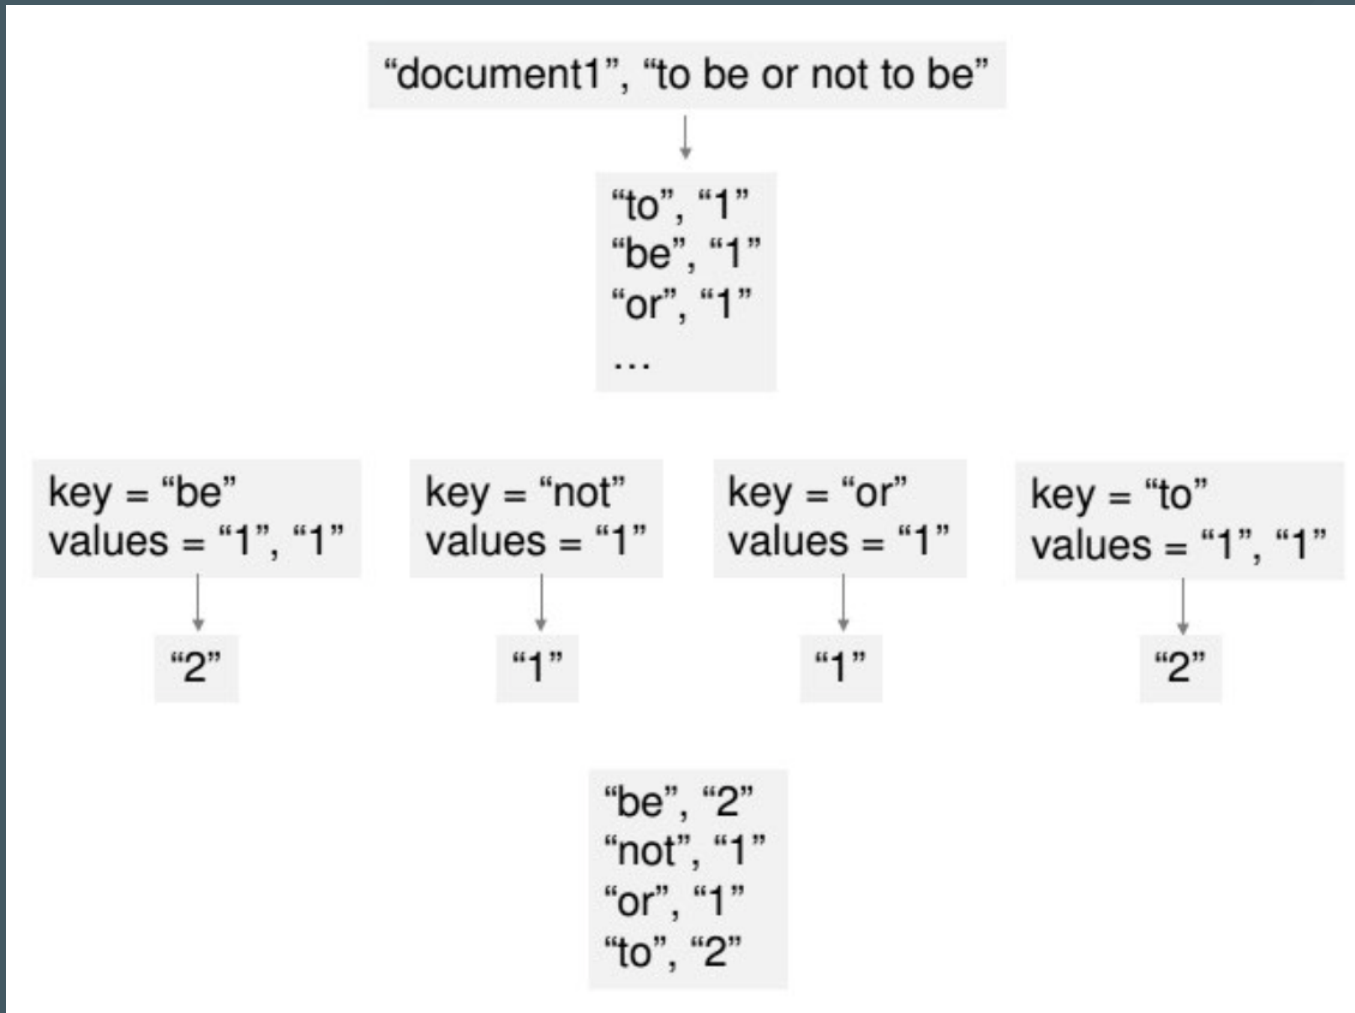 “document1”, “to be or not to be”
“to”, “1”
“be”, “1”
“or”, “1”
…
key = “be”
values = “1”, “1”
key = “not”
values = “1”
key = “or”
values = “1”
key = “to”
values = “1”, “1”
“2”
“1”
“1”
“2”
“be”, “2”
“not”, “1”
“or”, “1”
“to”, “2”